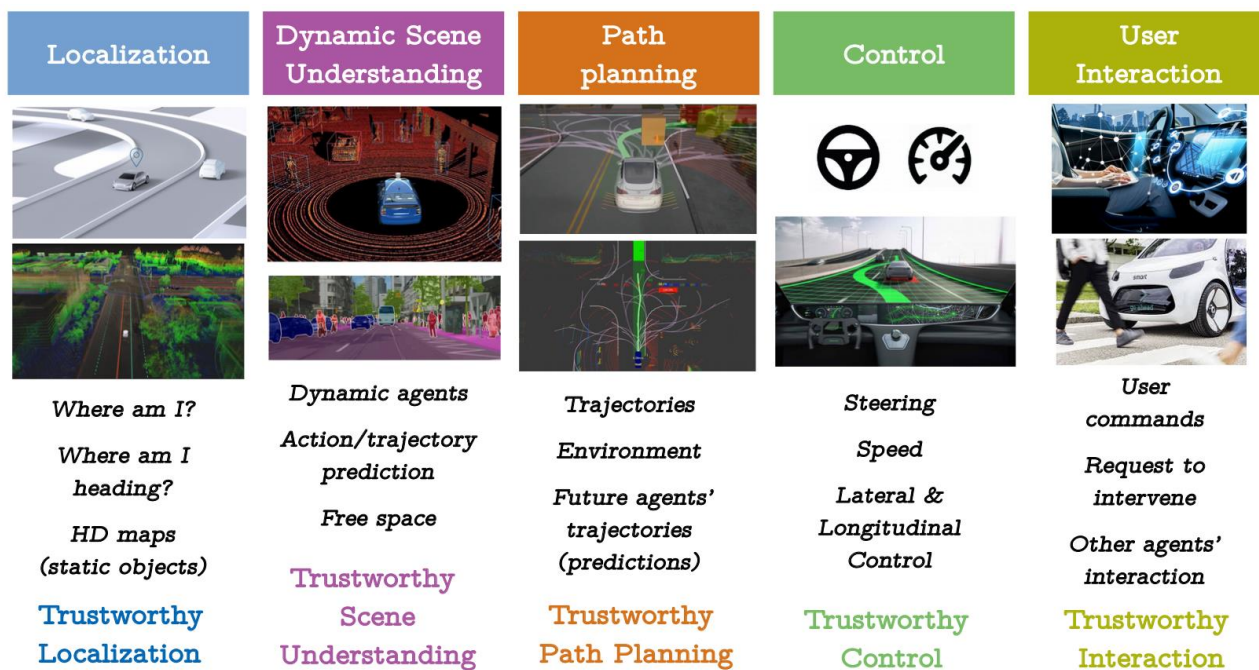 Localization
Where am I?
Where am I
heading?
HD maps
(static objects)
Trustworthy
Localization
Dynamic Scene
Understanding
Dynamic agents
Action/trajectory
prediction
Free space
Trustworthy
Scene
Understanding
Path
planning
Trajectories
Environment
Future agents'
trajectories
(predictions)
Trustworthy
Path Planning
Control
Steering
Speed
Lateral &
Longitudinal
Control
Trustworthy
Control
User
Interaction
smart
User
commands
Request to
intervene
Other agents'
interaction
Trustworthy
Interaction